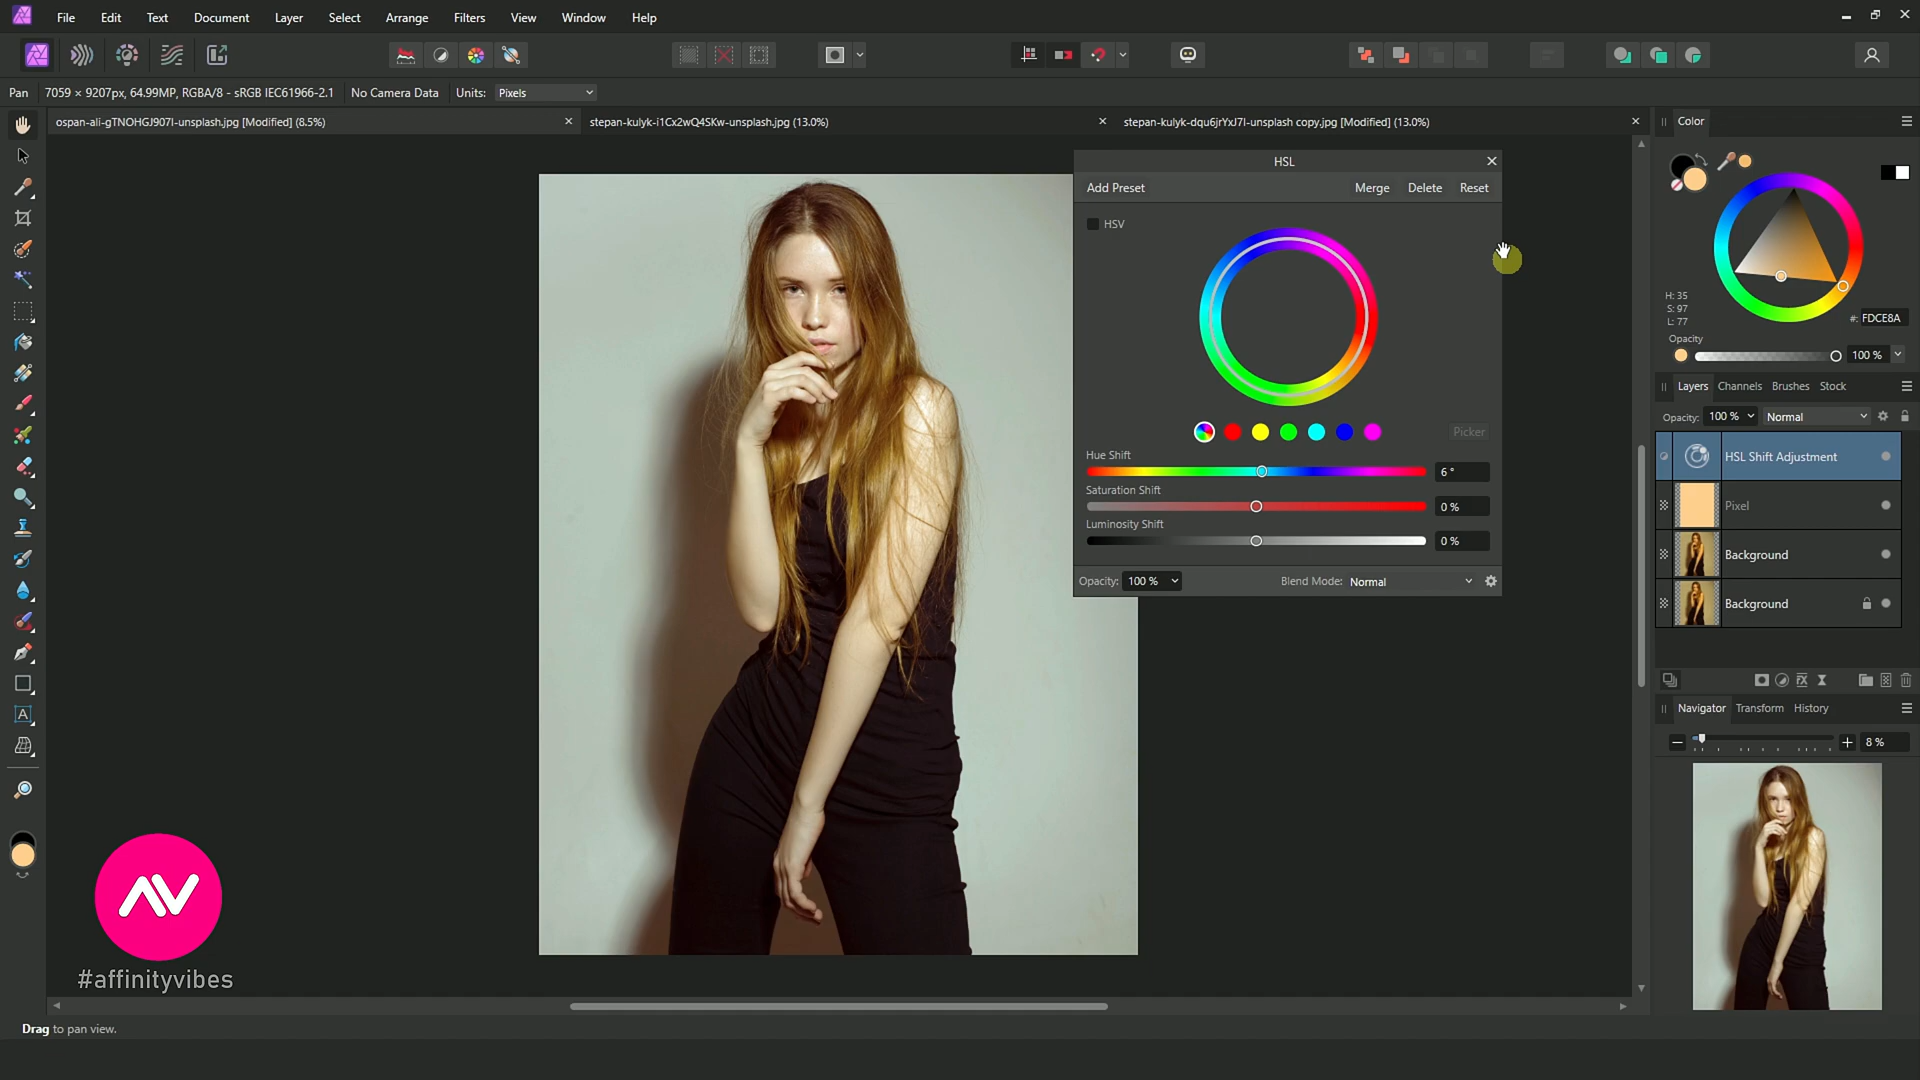 File Edit Text Document Layer Select Arrange Filters View Window Help
Pan 7059 × 9207px, 64.99MP, RGBA/8 - sRGB IEC61966-2.1 No Camera Data Units: Pixels
ospan-ali-gTNOHGJ907I-unsplash.jpg [Modified] (8.5%) stepan-kulyk-i1Cx2wQ4SKw-unsplash.jpg (13.0%) stepan-kulyk-dqu6jrYxJ7I-unsplash copy.jpg [Modified] (13.0%)
HSL
Add Preset Merge Delete Reset
HSV
Picker
Hue Shift
6 °
Saturation Shift
0 %
Luminosity Shift
0 %
Opacity: 100 % Blend Mode: Normal
Color
H: 35
S: 97
L: 77
#: FDCE8A
Opacity
100 %
Layers Channels Brushes Stock
Opacity: 100 % Normal
HSL Shift Adjustment
Pixel
Background
Background
fx
Navigator Transform History
8 %
A
AV
#affinityvibes
Drag to pan view.